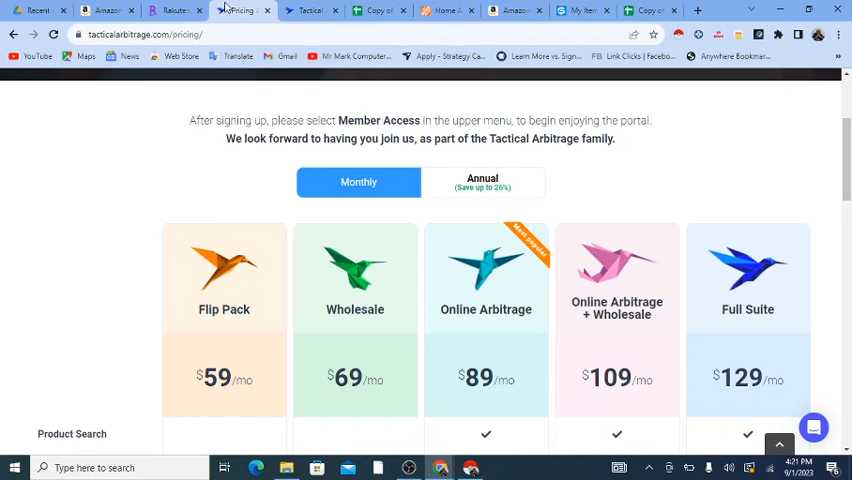 Recent -
Amazon
Rakuten
Pricing -
Tactical
Copy of
Home A
Amazon
My Item
Copy of
tacticalarbitrage.com/pricing/
YouTube
Maps
News
Web Store
Translate
Gmail
Mr Mark Computer...
Apply - Strategy Ca...
Link Clicks | Facebo...
Anywhere Bookmar...
After signing up, please select Member Access in the upper menu, to begin enjoying the portal.
We look forward to having you join us, as part of the Tactical Arbitrage family.
Monthly
Annual
(Save up to 26%)
Most popular
Flip Pack
Wholesale
Online Arbitrage
Online Arbitrage
+ Wholesale
Full Suite
$59/mo
$69/mo
$89/mo
$109/mo
$129/mo
Product Search
Type here to search
4:21 PM
9/1/2023
6